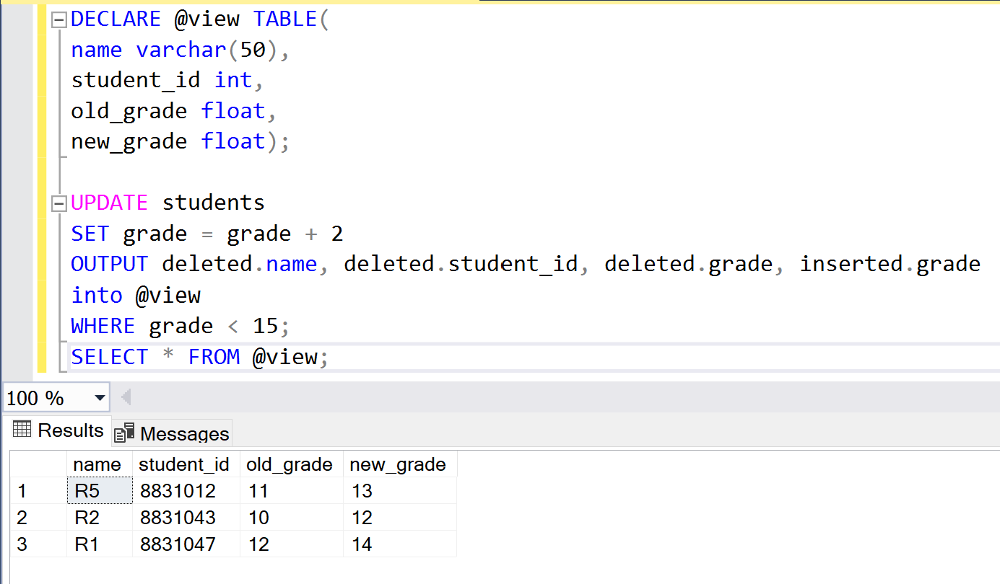 DECLARE @view TABLE(
name varchar(50),
student_id int,
old_grade float,
new_grade float);
UPDATE students
SET grade = grade + 2
OUTPUT deleted.name, deleted.student_id, deleted.grade, inserted.grade
into @view
WHERE grade < 15;
SELECT * FROM @view;
100 %
Results Messages
name student_id old_grade new_grade
1 R5 8831012 11 13
2 R2 8831043 10 12
3 R1 8831047 12 14